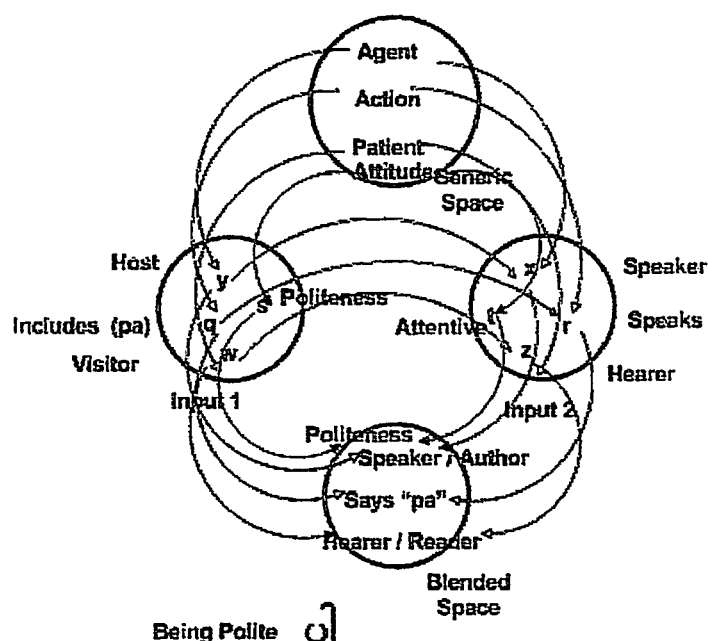 Agent
Action
Patient
Attitude
Generic
Space
Host
y
s
Politeness
Includes (pa)
q
Visitor
w
Input 1
x
Speaker
Attentive
t
r
Speaks
z
Hearer
Input 2
Politeness
Speaker / Author
Says "pa"
Hearer / Reader
Blended
Space
Being Polite